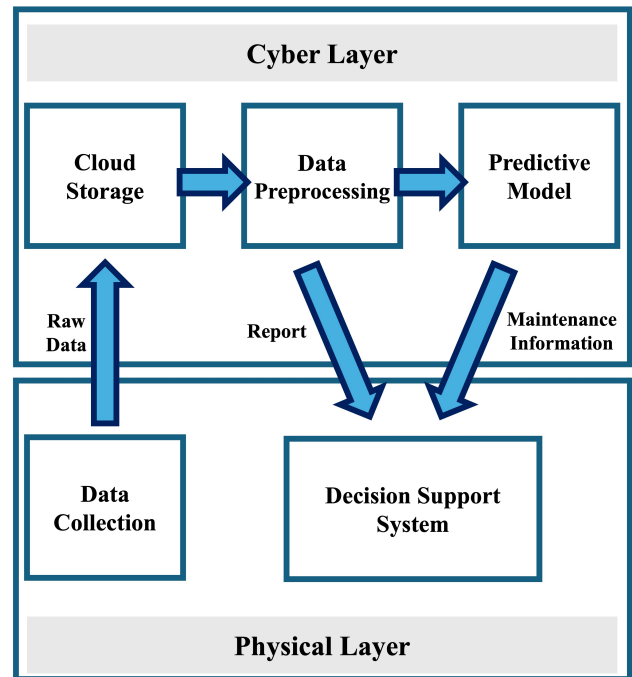 Cyber Layer
Cloud
Storage
Data
Preprocessing
Predictive
Model
Raw
Data
Report
Maintenance
Information
Data
Collection
Decision Support
System
Physical Layer